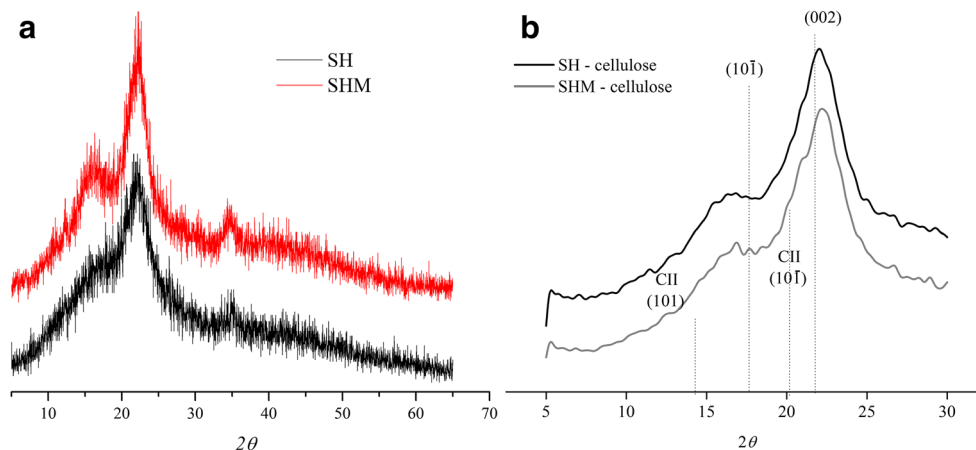 a
SH
SHM
10
20
30
40
50
60
70
2θ
b
(002)
SH - cellulose
SHM - cellulose
(101̄)
CII
(101)
CII
(101̄)
5
10
15
20
25
30
2θ